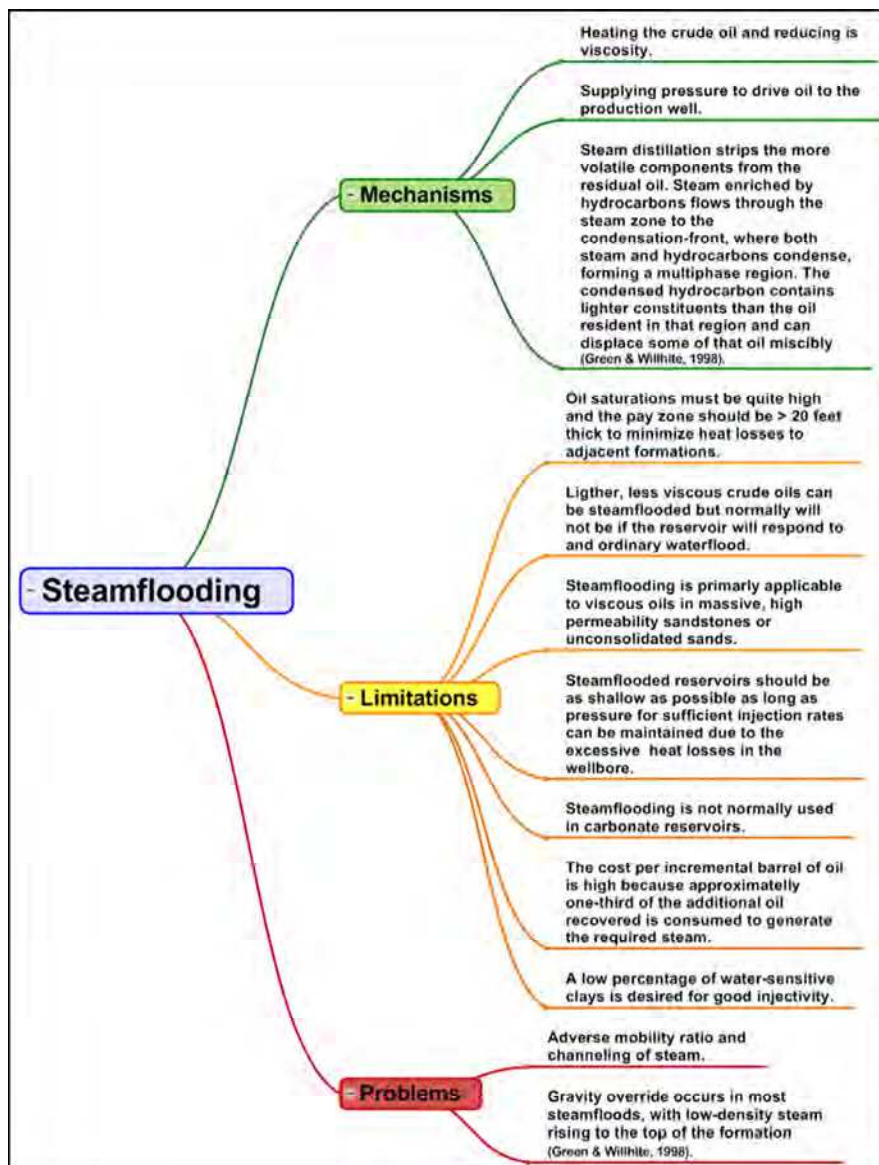 Heating the crude oil and reducing is
viscosity.
Supplying pressure to drive oil to the
production well.
Steam distillation strips the more
volatile components from the
residual oil. Steam enriched by
hydrocarbons flows through the
steam zone to the
condensation-front, where both
steam and hydrocarbons condense,
forming a multiphase region. The
condensed hydrocarbon contains
lighter constituents than the oil
resident in that region and can
displace some of that oil miscibly
(Green & Willhite, 1998).
- Mechanisms
Oil saturations must be quite high
and the pay zone should be > 20 feet
thick to minimize heat losses to
adjacent formations.
Ligther, less viscous crude oils can
be steamflooded but normally will
not be if the reservoir will respond to
and ordinary waterflood.
- Steamflooding
Steamflooding is primarly applicable
to viscous oils in massive, high
permeability sandstones or
unconsolidated sands.
- Limitations
Steamflooded reservoirs should be
as shallow as possible as long as
pressure for sufficient injection rates
can be maintained due to the
excessive heat losses in the
wellbore.
Steamflooding is not normally used
in carbonate reservoirs.
The cost per incremental barrel of oil
is high because approximatelly
one-third of the additional oil
recovered is consumed to generate
the required steam.
A low percentage of water-sensitive
clays is desired for good injectivity.
Adverse mobility ratio and
channeling of steam.
- Problems
Gravity override occurs in most
steamfloods, with low-density steam
rising to the top of the formation
(Green & Willhite, 1998).